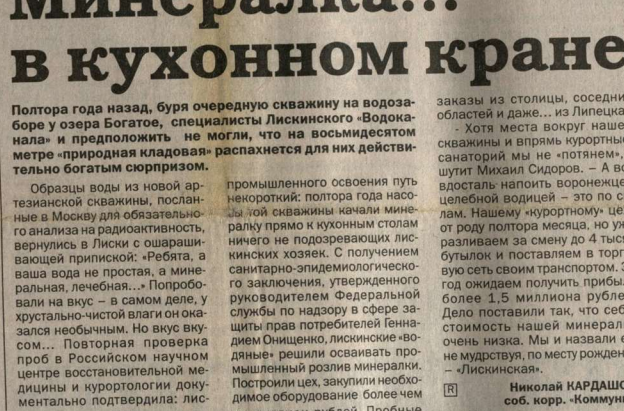 Минералка...
в кухонном кране
Полтора года назад, буря очередную скважину на водоза-
боре у озера Богатое, специалисты Лискинского «Водока-
нала» и предположить не могли, что на восьмидесятом
метре «природная кладовая» распахнется для них действи-
тельно богатым сюрпризом.
Образцы воды из новой ар-
тезианской скважины, послан-
ные в Москву для обязательно-
го анализа на радиоактивность,
вернулись в Лиски с ошараши-
вающей припиской: «Ребята, а
ваша вода не простая, а мине-
ральная, лечебная...» Попробо-
вали на вкус – в самом деле, у
хрустально-чистой влаги он ока-
зался необычным. Но вкус вку-
сом... Повторная проверка
проб в Российском научном
центре восстановительной ме-
дицины и курортологии доку-
ментально подтвердила: лис-
промышленного освоения путь
некороткий: полтора года насо-
сы той скважины качали мине-
ралку прямо к кухонным столам
ничего не подозревающих лис-
кинских хозяек. С получением
санитарно-эпидемиологическо-
го заключения, утвержденного
руководителем Федеральной
службы по надзору в сфере за-
щиты прав потребителей Генна-
дием Онищенко, лискинские «во-
дяные» решили осваивать про-
мышленный розлив минералки.
Построили цех, закупили необхо-
димое оборудование более чем
рублей. Пробные
заказы из столицы, соседни
областей и даже... из Липецка
- Хотя места вокруг наше
скважины и впрямь курортные
санаторий мы не «потянем»,
шутит Михаил Сидоров. – А во
вдосталь напоить воронежце
целебной водицей – это по с
лам. Нашему «курортному» це
от роду полтора месяца, но уж
разливаем за смену до 4 тыс
бутылок и поставляем в торг
вую сеть своим транспортом. З
год ожидаем получить прибы
более 1,5 миллиона рубле
Дело поставили так, что себ
стоимость нашей минерал
очень низка. Мы и назвали е
не мудрствуя, по месту рожден
– «Лискинская».
R Николай КАРДАШО
соб. корр. «Коммун